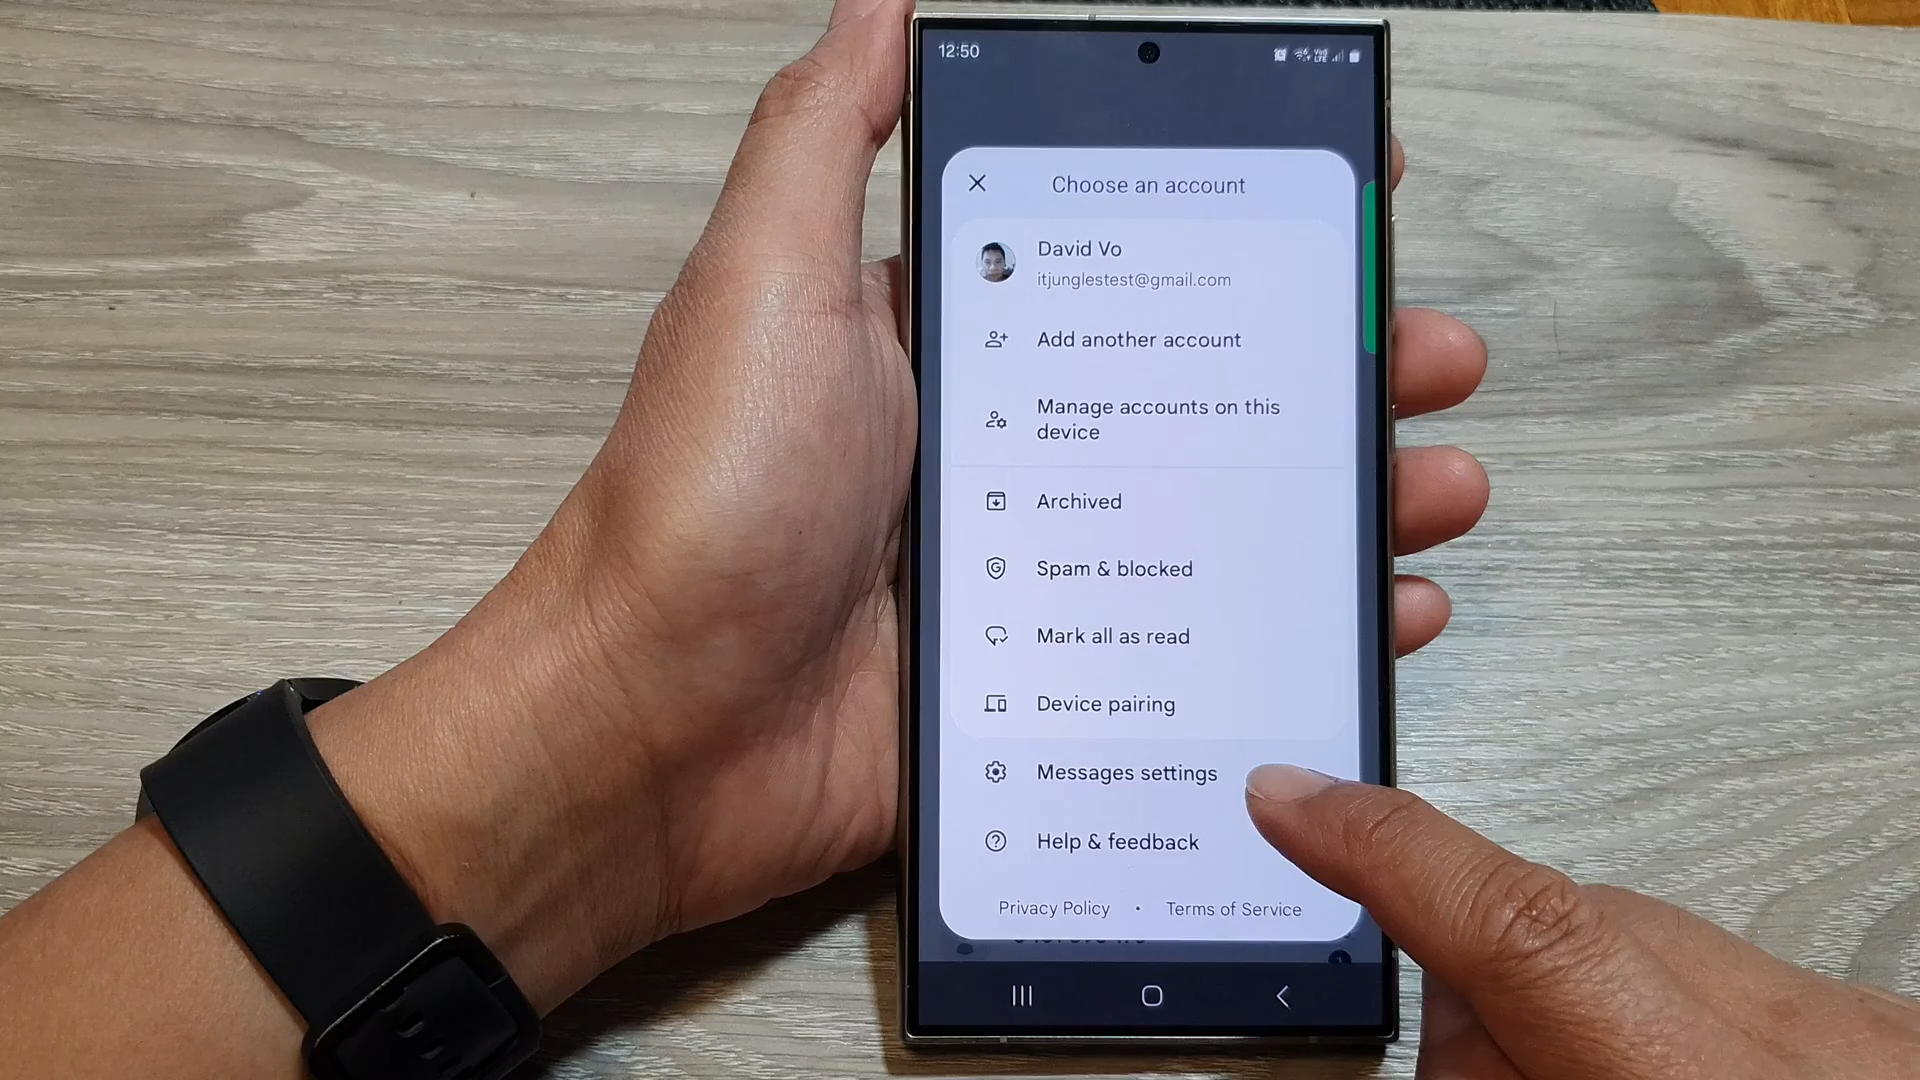 12:50
Choose an account
David Vo
itjunglestest@gmail.com
Add another account
Manage accounts on this
device
Archived
Spam & blocked
Mark all as read
Device pairing
Messages settings
Help & feedback
Privacy Policy • Terms of Service